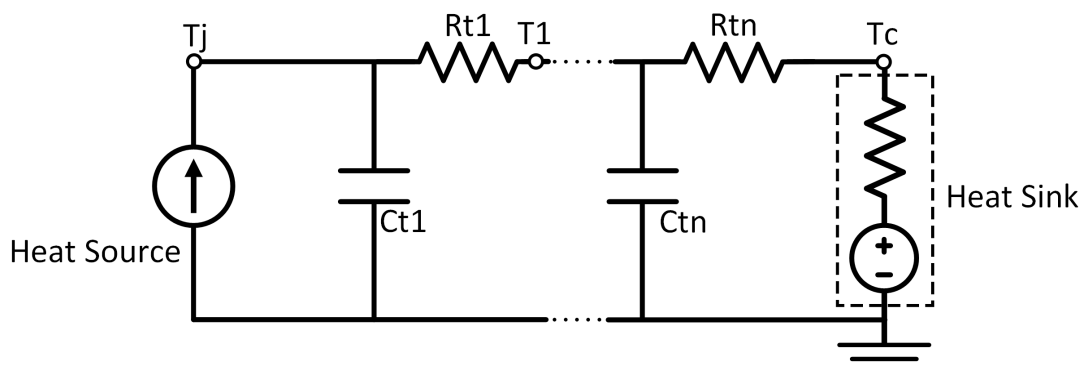 Tj
Rt1
T1
Rtn
Tc
Ct1
Ctn
Heat Source
Heat Sink
+
-